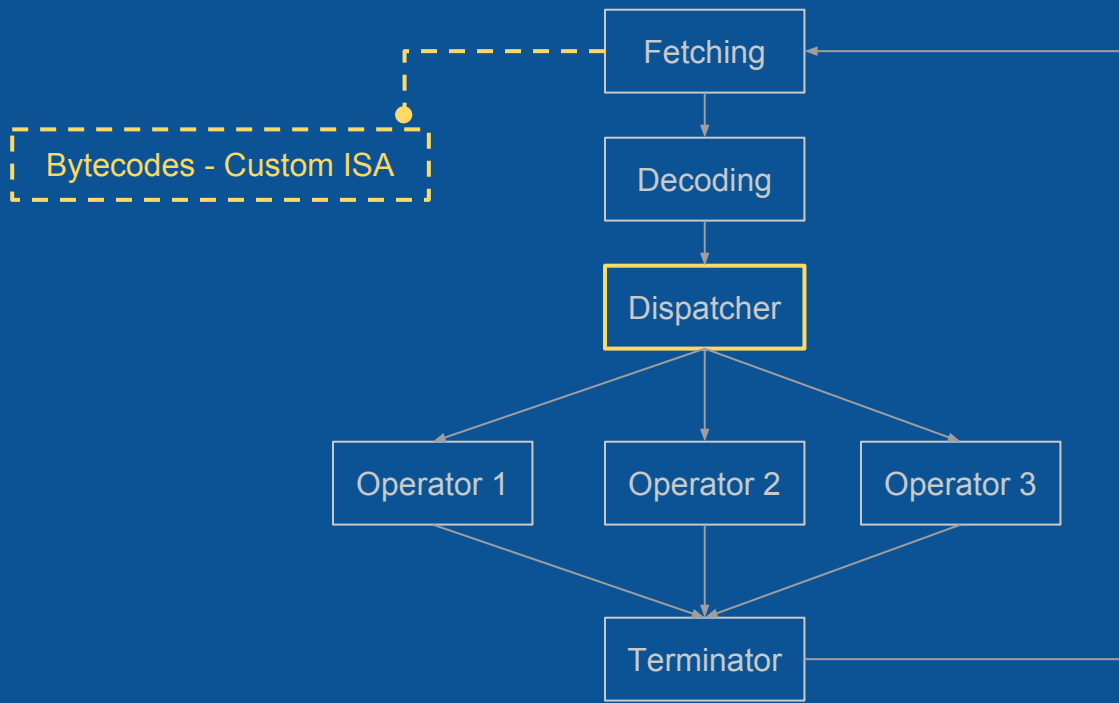 Fetching
Bytecodes - Custom ISA
Decoding
Dispatcher
Operator 1
Operator 2
Operator 3
Terminator